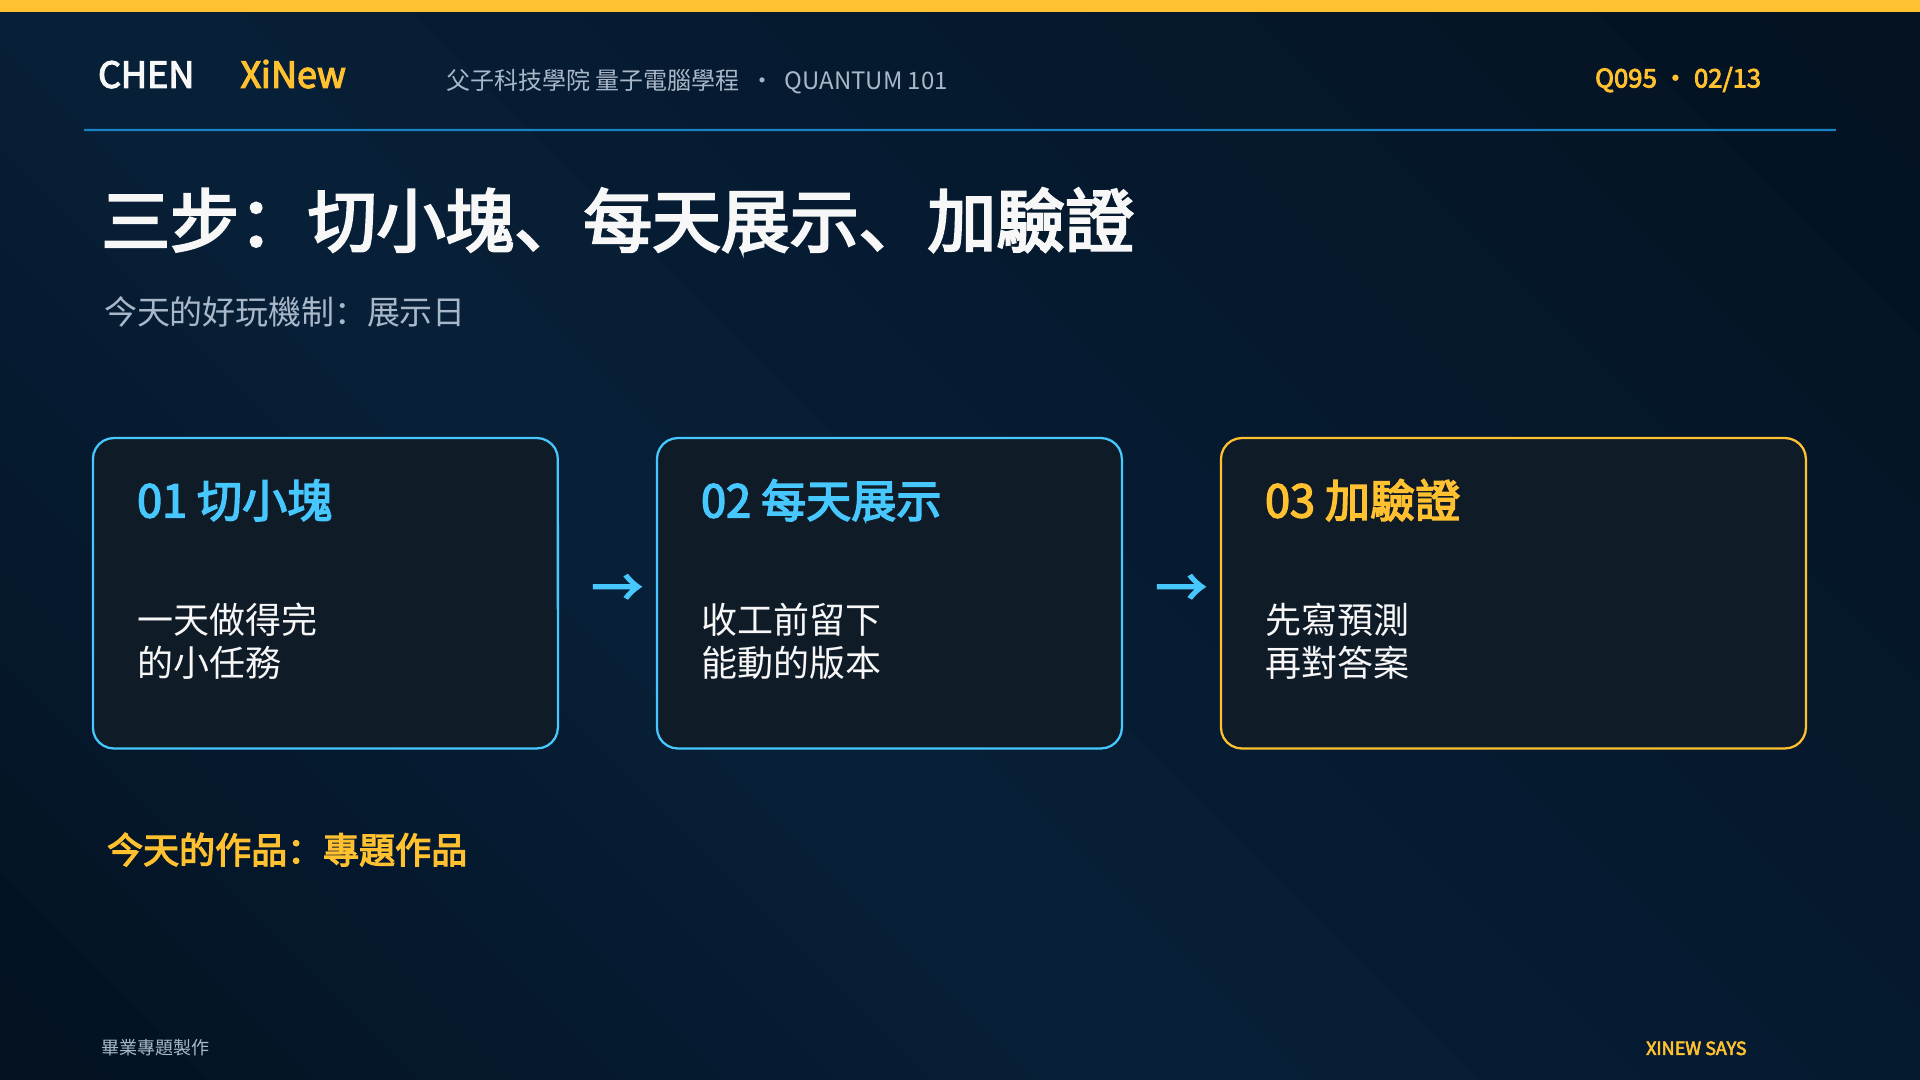 CHEN XiNew 父子科技學院 量子電腦學程 · QUANTUM 101 Q095 · 02/13
三步：切小塊、每天展示、加驗證
今天的好玩機制：展示日
01 切小塊
一天做得完
的小任務
→
02 每天展示
收工前留下
能動的版本
→
03 加驗證
先寫預測
再對答案
今天的作品：專題作品
畢業專題製作
XINEW SAYS